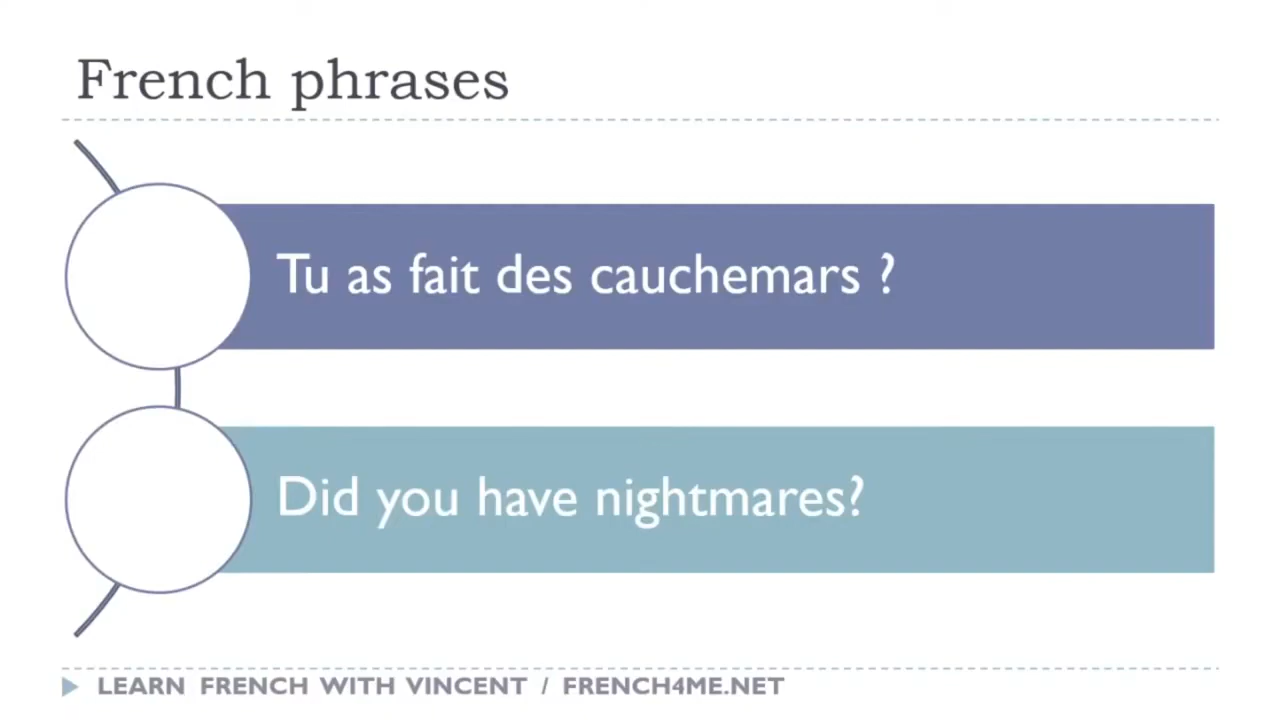 French phrases
Tu as fait des cauchemars ?
Did you have nightmares?
LEARN FRENCH WITH VINCENT / FRENCH4ME.NET